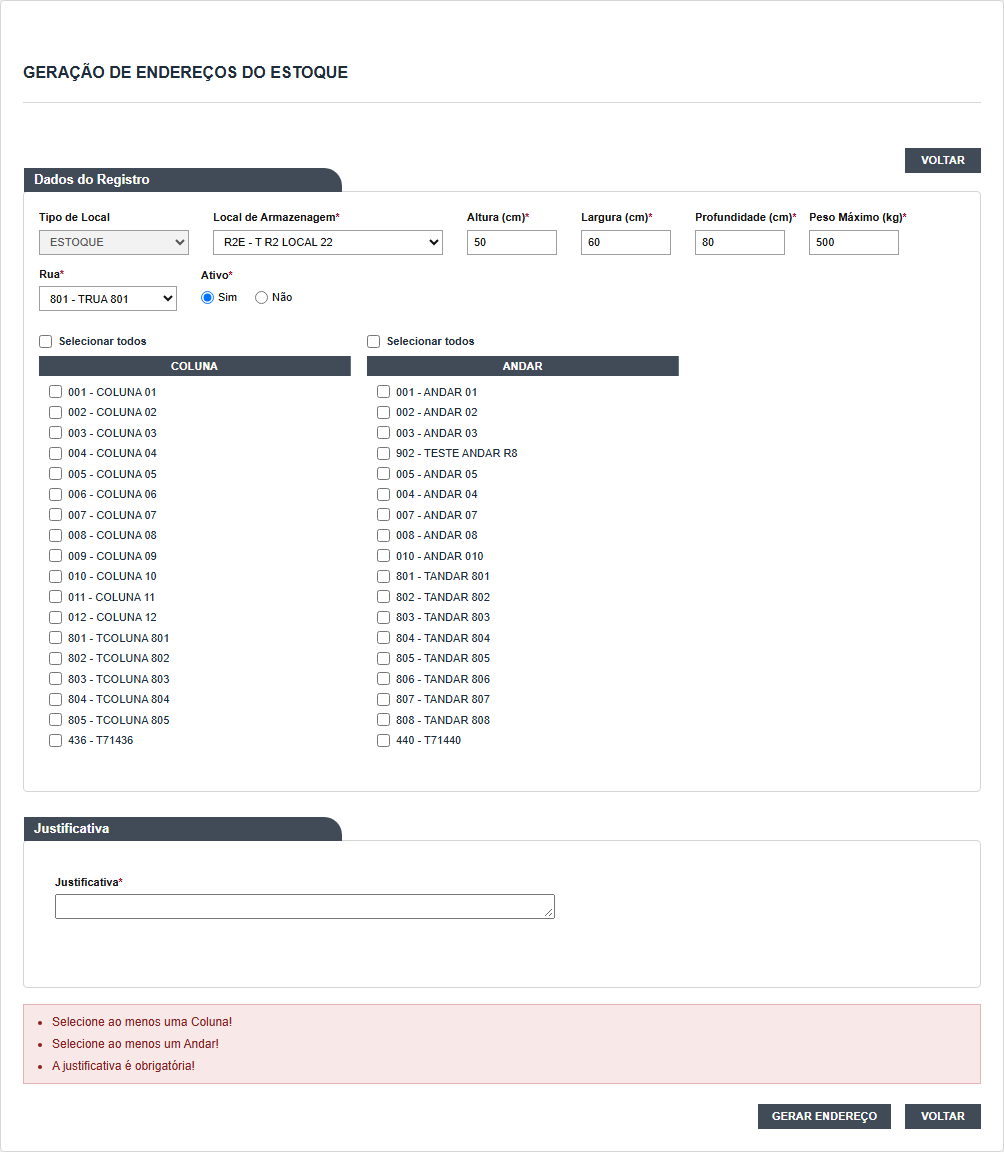 GERAÇÃO DE ENDEREÇOS DO ESTOQUE
VOLTAR
Dados do Registro
Tipo de Local Local de Armazenagem* Altura (cm)* Largura (cm)* Profundidade (cm)* Peso Máximo (kg)*
ESTOQUE R2E - T R2 LOCAL 22 50 60 80 500
Rua* Ativo*
801 - TRUA 801 Sim Não
Selecionar todos Selecionar todos
COLUNA ANDAR
001 - COLUNA 01 001 - ANDAR 01
002 - COLUNA 02 002 - ANDAR 02
003 - COLUNA 03 003 - ANDAR 03
004 - COLUNA 04 902 - TESTE ANDAR R8
005 - COLUNA 05 005 - ANDAR 05
006 - COLUNA 06 004 - ANDAR 04
007 - COLUNA 07 007 - ANDAR 07
008 - COLUNA 08 008 - ANDAR 08
009 - COLUNA 09 010 - ANDAR 010
010 - COLUNA 10 801 - TANDAR 801
011 - COLUNA 11 802 - TANDAR 802
012 - COLUNA 12 803 - TANDAR 803
801 - TCOLUNA 801 804 - TANDAR 804
802 - TCOLUNA 802 805 - TANDAR 805
803 - TCOLUNA 803 806 - TANDAR 806
804 - TCOLUNA 804 807 - TANDAR 807
805 - TCOLUNA 805 808 - TANDAR 808
436 - T71436 440 - T71440
Justificativa
Justificativa*
Selecione ao menos uma Coluna!
Selecione ao menos um Andar!
A justificativa é obrigatória!
GERAR ENDEREÇO VOLTAR